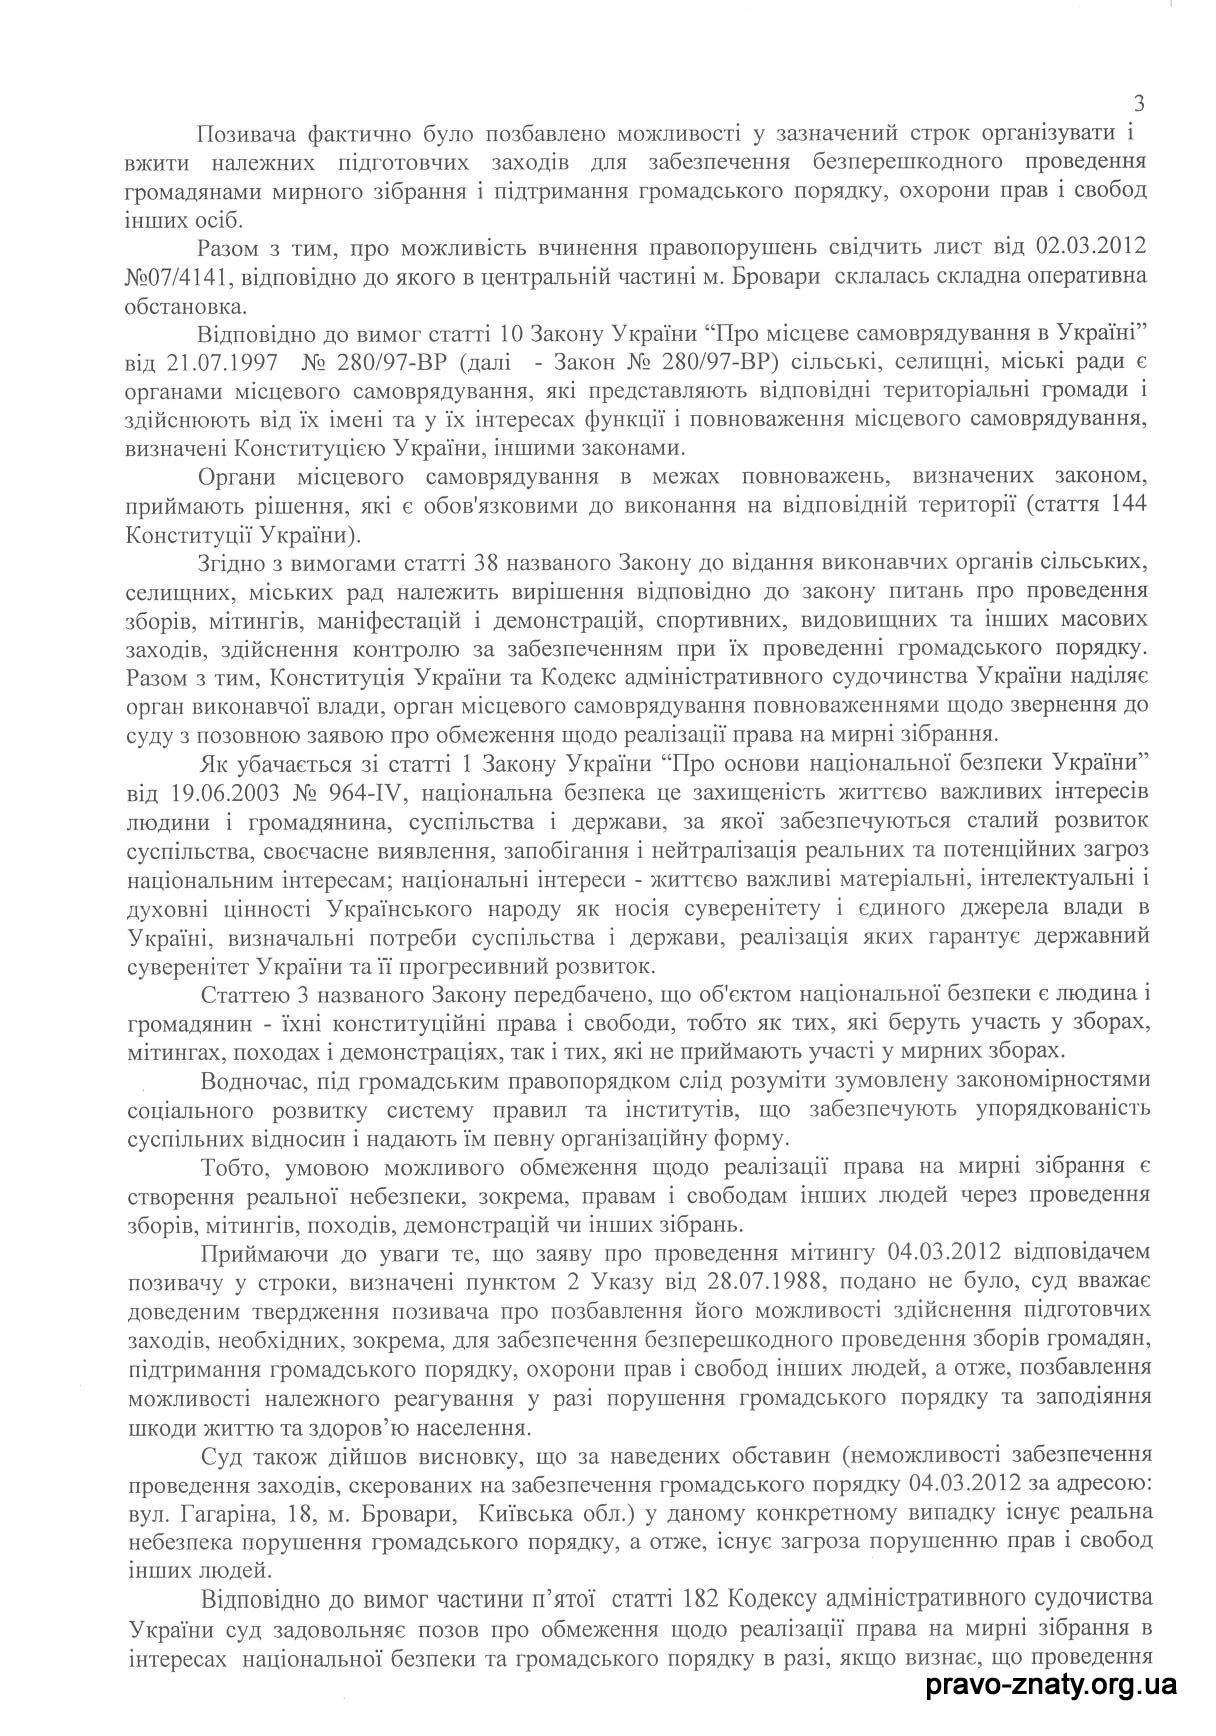 3
Позивача фактично було позбавлено можливості у зазначений строк організувати і
вжити належних підготовчих заходів для забезпечення безперешкодного проведення
громадянами мирного зібрання і підтримання громадського порядку, охорони прав і свобод
інших осіб.
Разом з тим, про можливість вчинення правопорушень свідчить лист від 02.03.2012
№07/4141, відповідно до якого в центральній частині м. Бровари склалась складна оперативна
обстановка.
Відповідно до вимог статті 10 Закону України “Про місцеве самоврядування в Україні”
від 21.07.1997 № 280/97-ВР (далі - Закон № 280/97-ВР) сільські, селищні, міські ради є
органами місцевого самоврядування, які представляють відповідні територіальні громади і
здійснюють від їх імені та у їх інтересах функції і повноваження місцевого самоврядування,
визначені Конституцією України, іншими законами.
Органи місцевого самоврядування в межах повноважень, визначених законом,
приймають рішення, які є обов'язковими до виконання на відповідній території (стаття 144
Конституції України).
Згідно з вимогами статті 38 названого Закону до відання виконавчих органів сільських,
селищних, міських рад належить вирішення відповідно до закону питань про проведення
зборів, мітингів, маніфестацій і демонстрацій, спортивних, видовищних та інших масових
заходів, здійснення контролю за забезпеченням при їх проведенні громадського порядку.
Разом з тим, Конституція України та Кодекс адміністративного судочинства України наділяє
орган виконавчої влади, орган місцевого самоврядування повноваженнями щодо звернення до
суду з позовною заявою про обмеження щодо реалізації права на мирні зібрання.
Як убачається зі статті 1 Закону України “Про основи національної безпеки України”
від 19.06.2003 № 964-IV, національна безпека це захищеність життєво важливих інтересів
людини і громадянина, суспільства і держави, за якої забезпечуються сталий розвиток
суспільства, своєчасне виявлення, запобігання і нейтралізація реальних та потенційних загроз
національним інтересам; національні інтереси - життєво важливі матеріальні, інтелектуальні і
духовні цінності Українського народу як носія суверенітету і єдиного джерела влади в
Україні, визначальні потреби суспільства і держави, реалізація яких гарантує державний
суверенітет України та її прогресивний розвиток.
Статтею 3 названого Закону передбачено, що об'єктом національної безпеки є людина і
громадянин - їхні конституційні права і свободи, тобто як тих, які беруть участь у зборах,
мітингах, походах і демонстраціях, так і тих, які не приймають участі у мирних зборах.
Водночас, під громадським правопорядком слід розуміти зумовлену закономірностями
соціального розвитку систему правил та інститутів, що забезпечують упорядкованість
суспільних відносин і надають їм певну організаційну форму.
Тобто, умовою можливого обмеження щодо реалізації права на мирні зібрання є
створення реальної небезпеки, зокрема, правам і свободам інших людей через проведення
зборів, мітингів, походів, демонстрацій чи інших зібрань.
Приймаючи до уваги те, що заяву про проведення мітингу 04.03.2012 відповідачем
позивачу у строки, визначені пунктом 2 Указу від 28.07.1988, подано не було, суд вважає
доведеним твердження позивача про позбавлення його можливості здійснення підготовчих
заходів, необхідних, зокрема, для забезпечення безперешкодного проведення зборів громадян,
підтримання громадського порядку, охорони прав і свобод інших людей, а отже, позбавлення
можливості належного реагування у разі порушення громадського порядку та заподіяння
шкоди життю та здоров’ю населення.
Суд також дійшов висновку, що за наведених обставин (неможливості забезпечення
проведення заходів, скерованих на забезпечення громадського порядку 04.03.2012 за адресою:
вул. Гагаріна, 18, м. Бровари, Київська обл.) у даному конкретному випадку існує реальна
небезпека порушення громадського порядку, а отже, існує загроза порушенню прав і свобод
інших людей.
Відповідно до вимог частини п’ятої статті 182 Кодексу адміністративного судочиства
України суд задовольняє позов про обмеження щодо реалізації права на мирні зібрання в
інтересах національної безпеки та громадського порядку в разі, якщо визнає, що проведення
pravo-znaty.org.ua